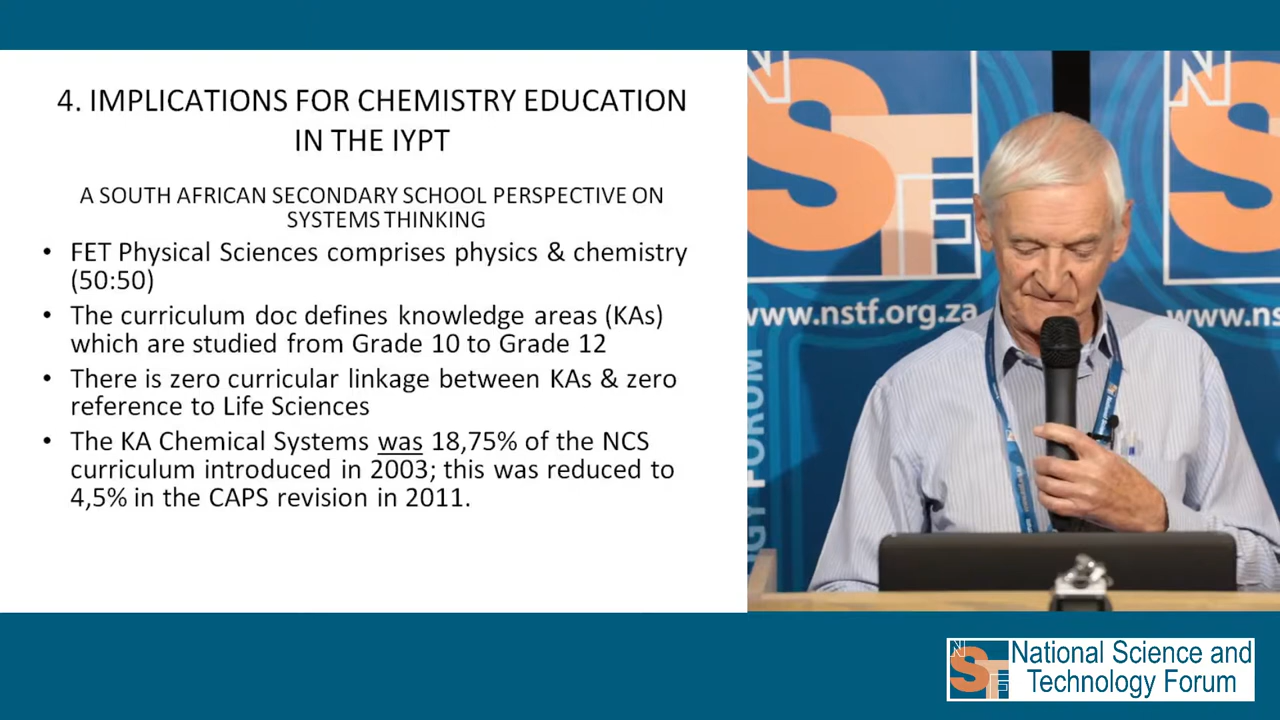 4. IMPLICATIONS FOR CHEMISTRY EDUCATION
IN THE IYPT
A SOUTH AFRICAN SECONDARY SCHOOL PERSPECTIVE ON
SYSTEMS THINKING
• FET Physical Sciences comprises physics & chemistry
(50:50)
• The curriculum doc defines knowledge areas (KAs)
which are studied from Grade 10 to Grade 12
• There is zero curricular linkage between KAs & zero
reference to Life Sciences
• The KA Chemical Systems was 18,75% of the NCS
curriculum introduced in 2003; this was reduced to
4,5% in the CAPS revision in 2011.
N
S
F
N
S
www.nstf.org.za
www.ns
GY FORUM
N
S
F
National Science and
Technology Forum